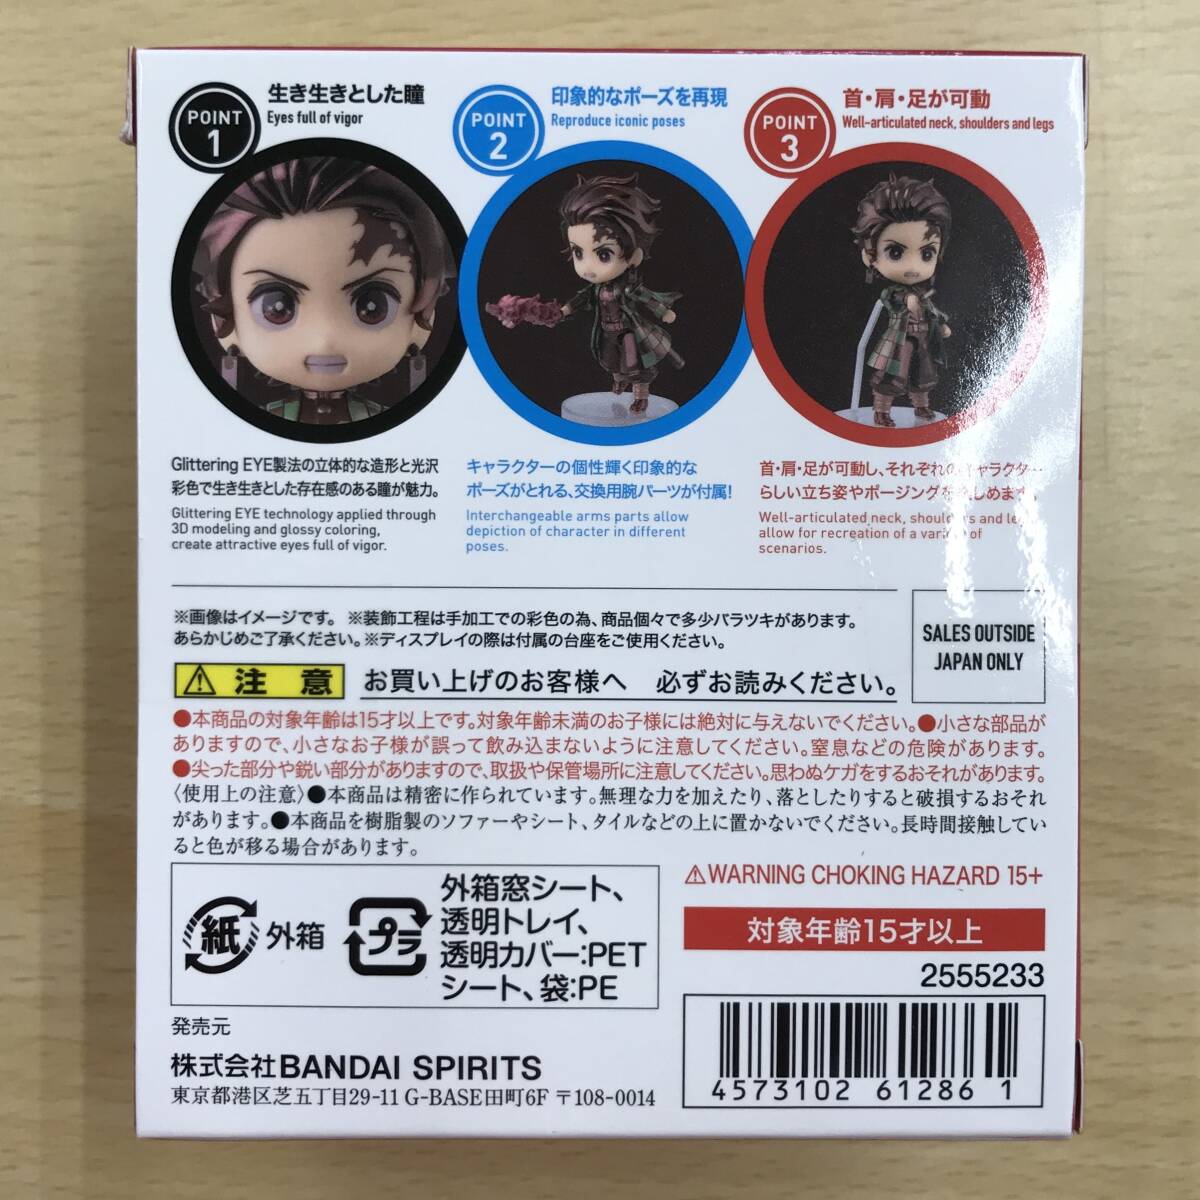 POINT
1
生き生きとした瞳
Eyes full of vigor
POINT
2
印象的なポーズを再現
Reproduce iconic poses
POINT
3
首・肩・足が可動
Well-articulated neck, shoulders and legs
Glittering EYE製法の立体的な造形と光沢
彩色で生き生きとした存在感のある瞳が魅力。
Glittering EYE technology applied through
3D modeling and glossy coloring,
create attractive eyes full of vigor.
キャラクターの個性輝く印象的な
ポーズがとれる、交換用腕パーツが付属!
Interchangeable arms parts allow
depiction of character in different
poses.
首・肩・足が可動し、それぞれのキャラクター
らしい立ち姿やポージングを楽しめます。
Well-articulated neck, shoulders and legs
allow for recreation of a variety of
scenarios.
※画像はイメージです。 ※装飾工程は手加工での彩色の為、商品個々で多少バラツキがあります。
あらかじめご了承ください。※ディスプレイの際は付属の台座をご使用ください。
SALES OUTSIDE
JAPAN ONLY
⚠ 注 意 お買い上げのお客様へ 必ずお読みください。
●本商品の対象年齢は15才以上です。対象年齢未満のお子様には絶対に与えないでください。●小さな部品が
ありますので、小さなお子様が誤って飲み込まないように注意してください。窒息などの危険があります。
●尖った部分や鋭い部分がありますので、取扱や保管場所に注意してください。思わぬケガをするおそれがあります。
〈使用上の注意〉●本商品は精密に作られています。無理な力を加えたり、落としたりすると破損するおそれ
があります。●本商品を樹脂製のソファーやシート、タイルなどの上に置かないでください。長時間接触してい
ると色が移る場合があります。
紙 外箱
プラ
外箱窓シート、
透明トレイ、
透明カバー:PET
シート、袋:PE
⚠WARNING CHOKING HAZARD 15+
対象年齢15才以上
2555233
4573102 612861
発売元
株式会社BANDAI SPIRITS
東京都港区芝五丁目29-11 G-BASE田町6F 〒108-0014